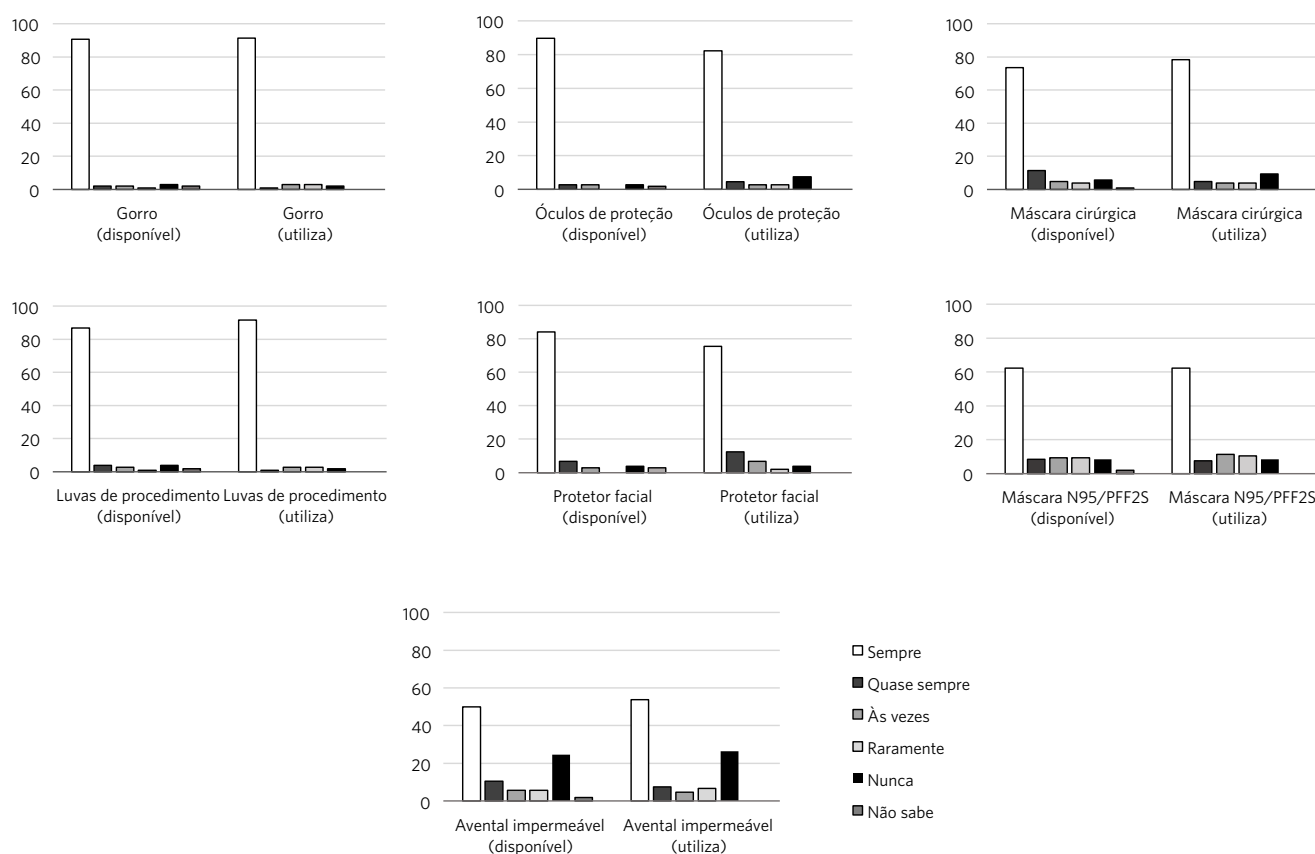 100
80
60
40
20
0
Gorro
(disponível)
Gorro
(utiliza)
100
80
60
40
20
0
Óculos de proteção
(disponível)
Óculos de proteção
(utiliza)
100
80
60
40
20
0
Máscara cirúrgica
(disponível)
Máscara cirúrgica
(utiliza)
100
80
60
40
20
0
Luvas de procedimento
(disponível)
Luvas de procedimento
(utiliza)
100
80
60
40
20
0
Protetor facial
(disponível)
Protetor facial
(utiliza)
100
80
60
40
20
0
Máscara N95/PFF2S
(disponível)
Máscara N95/PFF2S
(utiliza)
100
80
60
40
20
0
Avental impermeável
(disponível)
Avental impermeável
(utiliza)
Sempre
Quase sempre
Às vezes
Raramente
Nunca
Não sabe